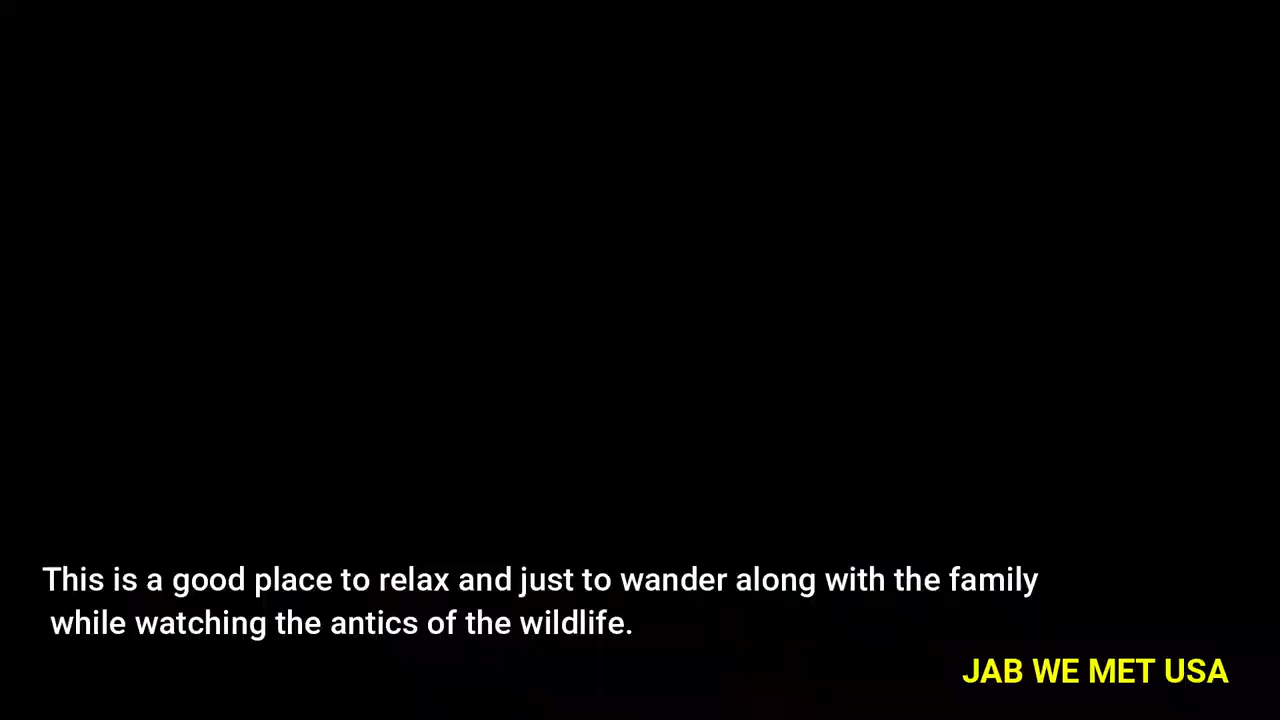 This is a good place to relax and just to wander along with the family
while watching the antics of the wildlife.
JAB WE MET USA